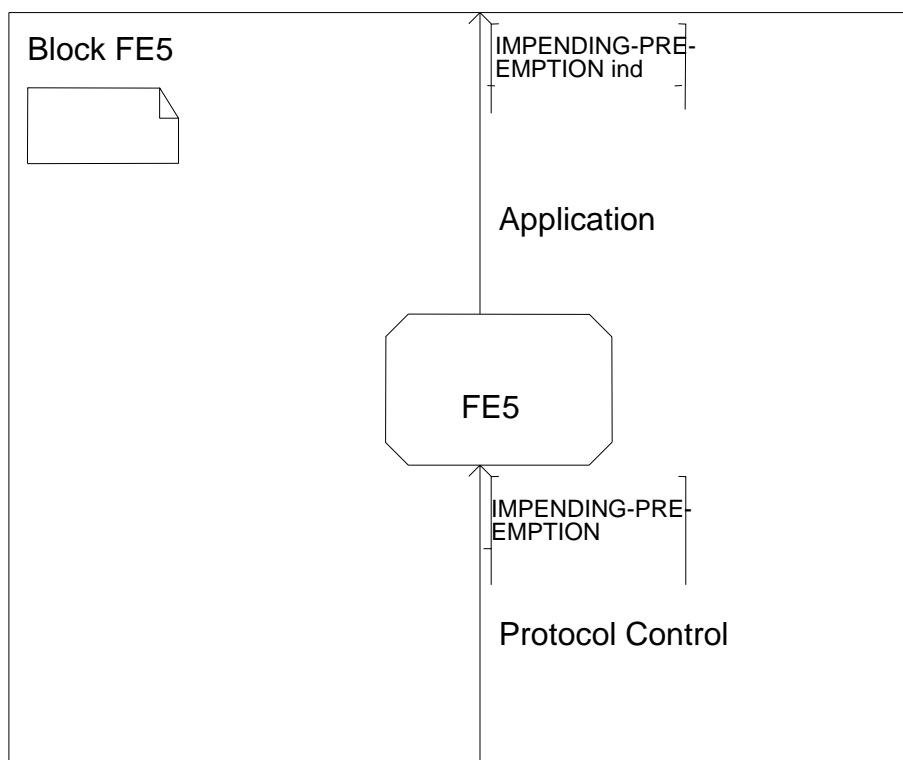 Block FE5
IMPENDING-PRE-
EMPTION ind
Application
FE5
IMPENDING-PRE-
EMPTION
Protocol Control